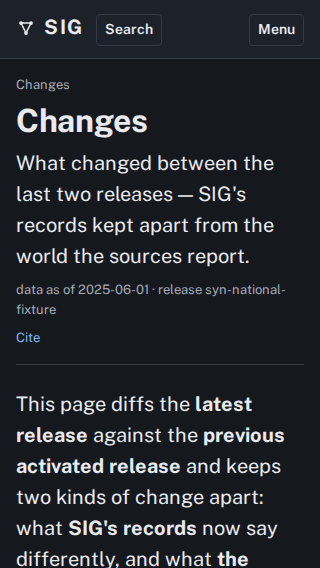 SIG
Search
Menu
Changes
Changes
What changed between the
last two releases — SIG's
records kept apart from the
world the sources report.
data as of 2025-06-01 · release syn-national-
fixture
Cite
This page diffs the latest
release against the previous
activated release and keeps
two kinds of change apart:
what SIG's records now say
differently, and what the